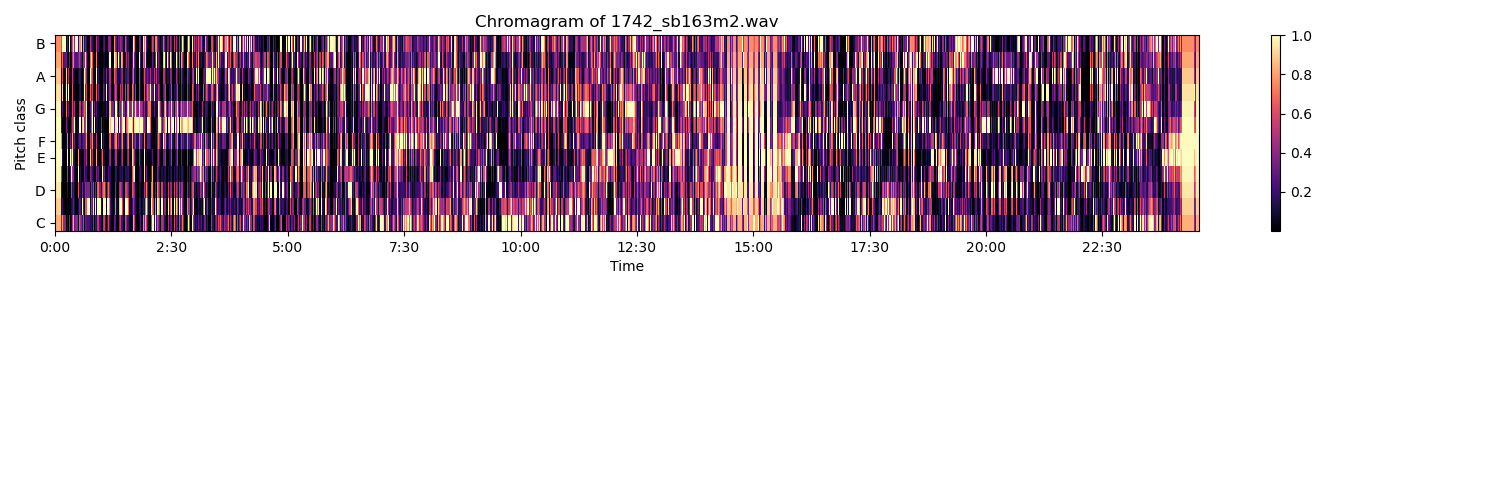 Chromagram of 1742_sb163m2.wav
Pitch class
B
A
G
F
E
D
C
0:00 2:30 5:00 7:30 10:00 12:30 15:00 17:30 20:00 22:30
Time
1.0
0.8
0.6
0.4
0.2